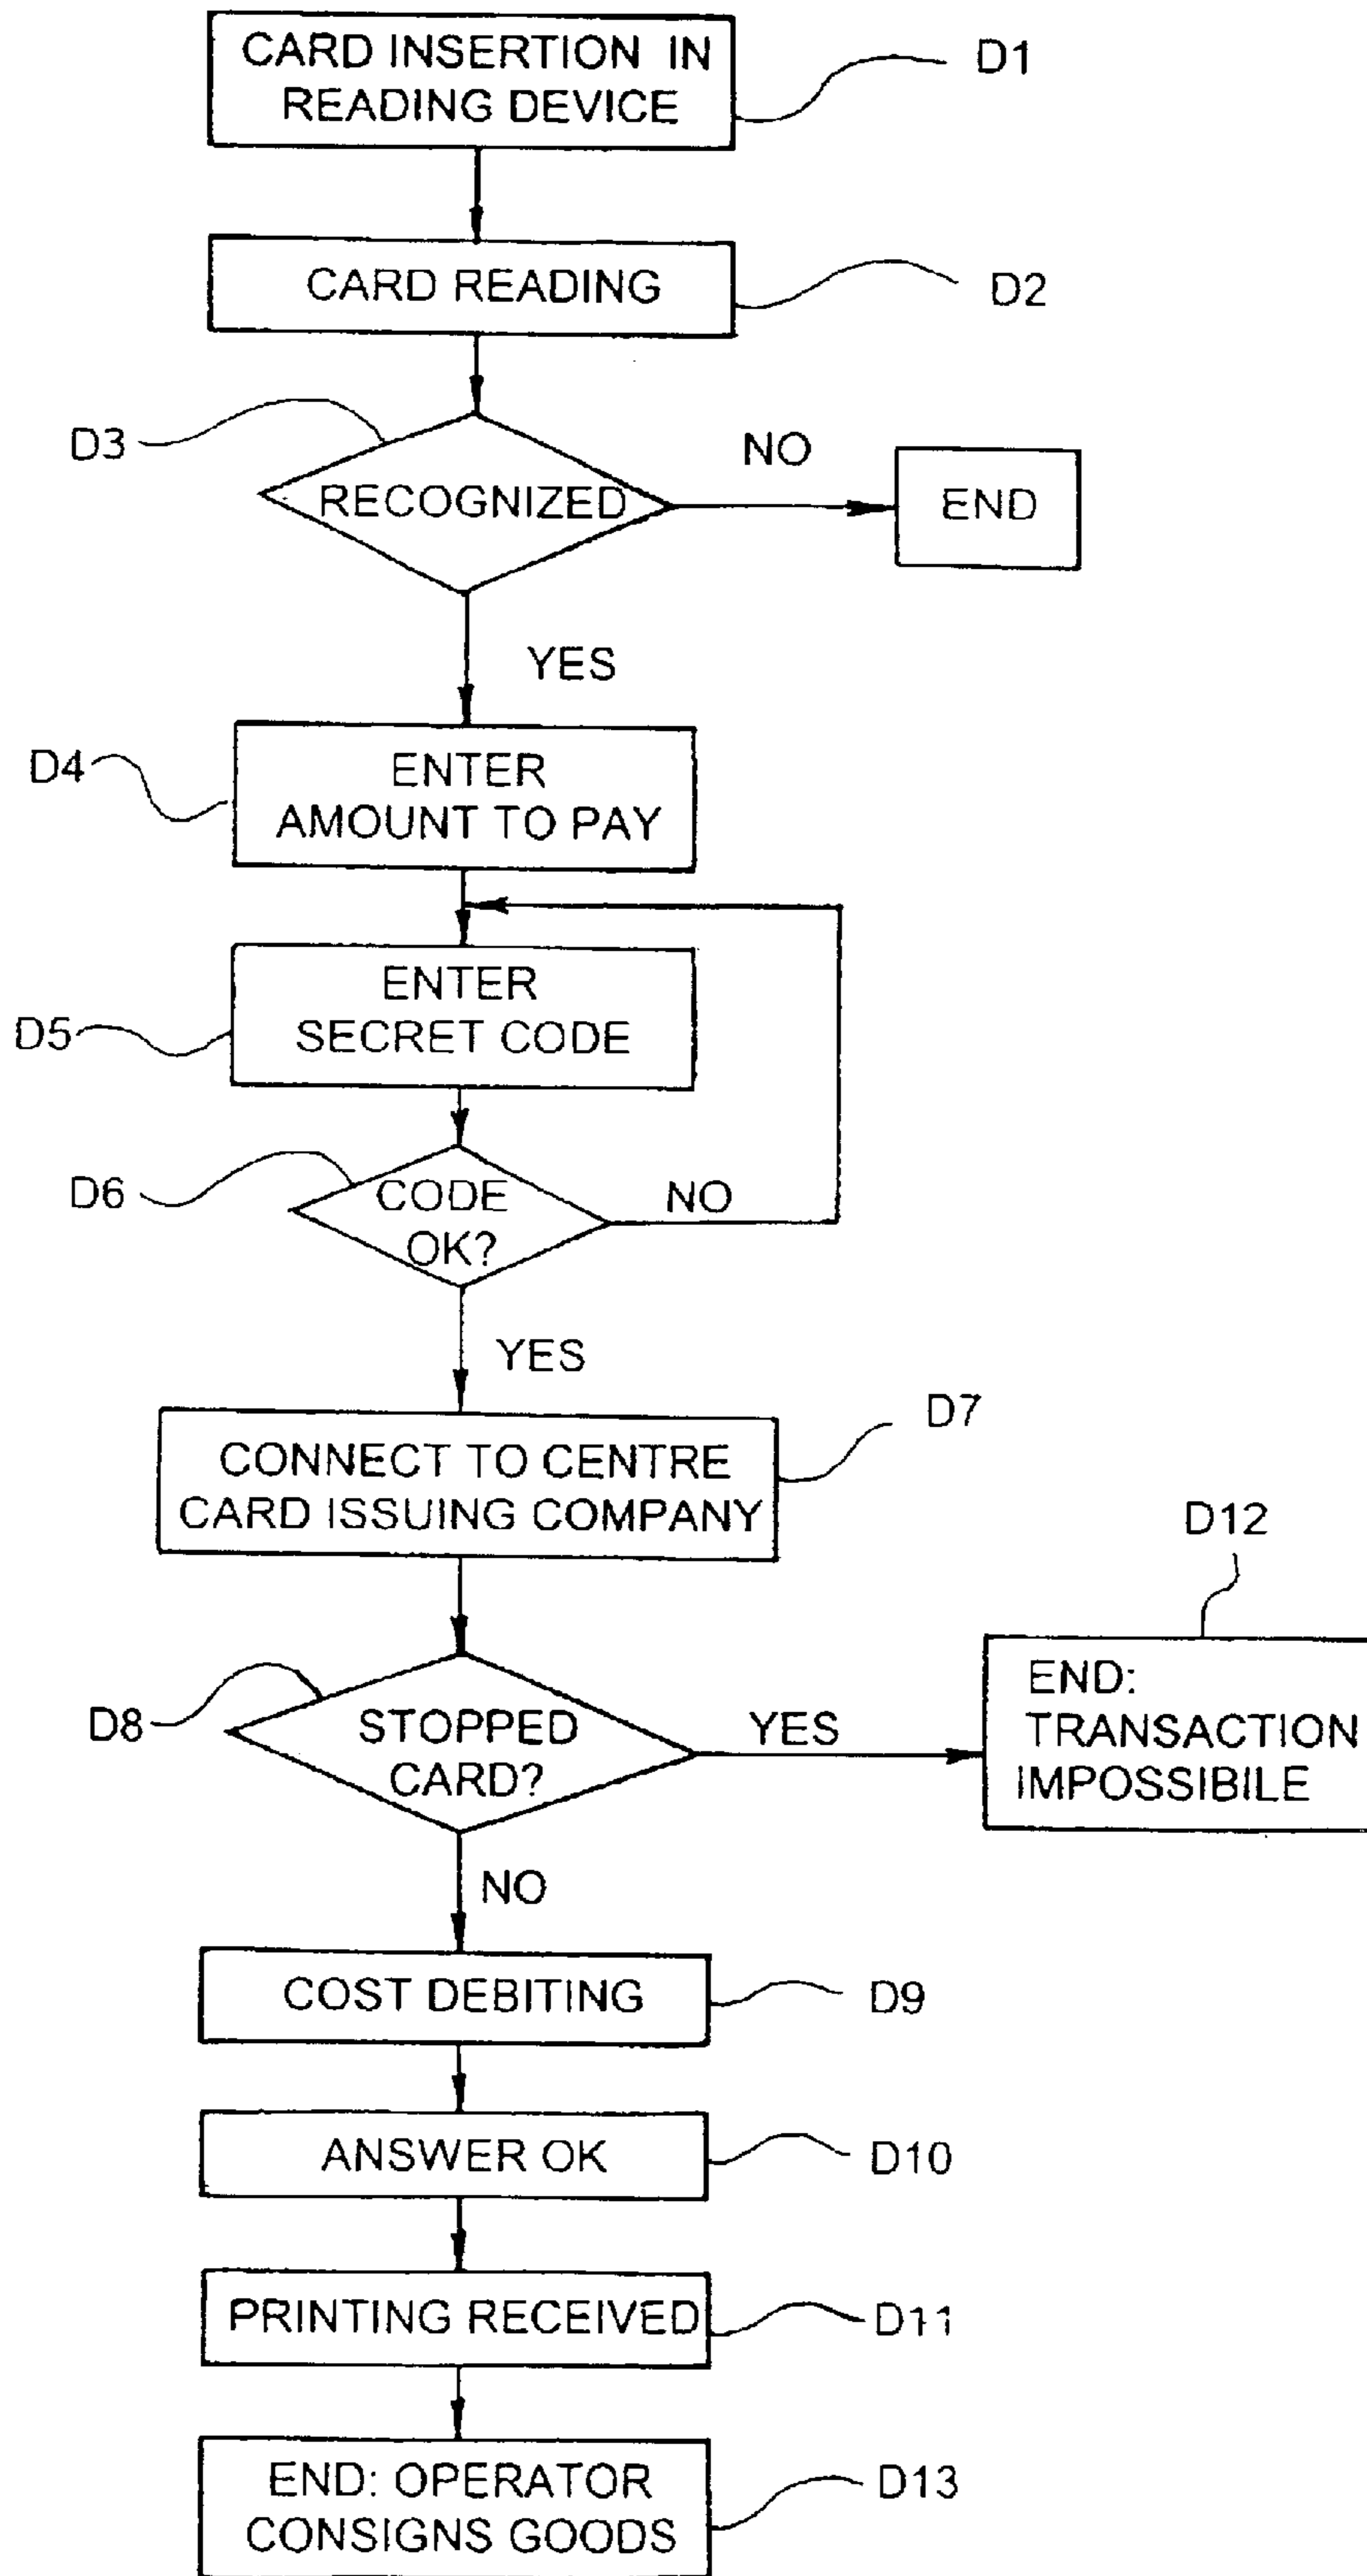 CARD INSERTION IN
READING DEVICE
D1
CARD READING
D2
D3
RECOGNIZED
NO
END
YES
D4
ENTER
AMOUNT TO PAY
D5
ENTER
SECRET CODE
D6
CODE
OK?
NO
YES
D7
CONNECT TO CENTRE
CARD ISSUING COMPANY
D12
D8
STOPPED
CARD?
YES
END:
TRANSACTION
IMPOSSIBILE
NO
COST DEBITING
D9
ANSWER OK
D10
PRINTING RECEIVED
D11
END: OPERATOR
CONSIGNS GOODS
D13